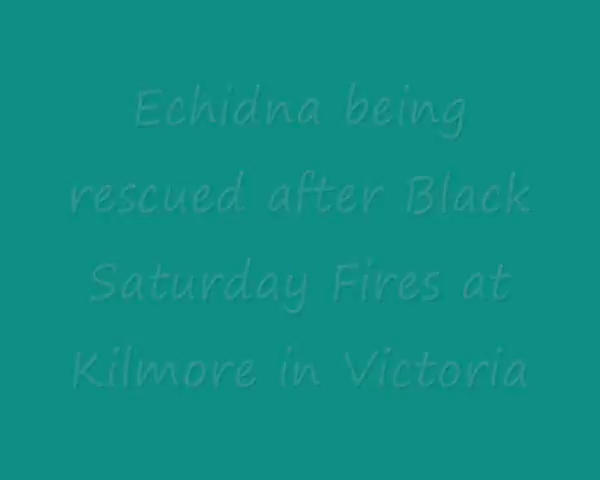 Echidna being
rescued after Black
Saturday Fires at
Kilmore in Victoria